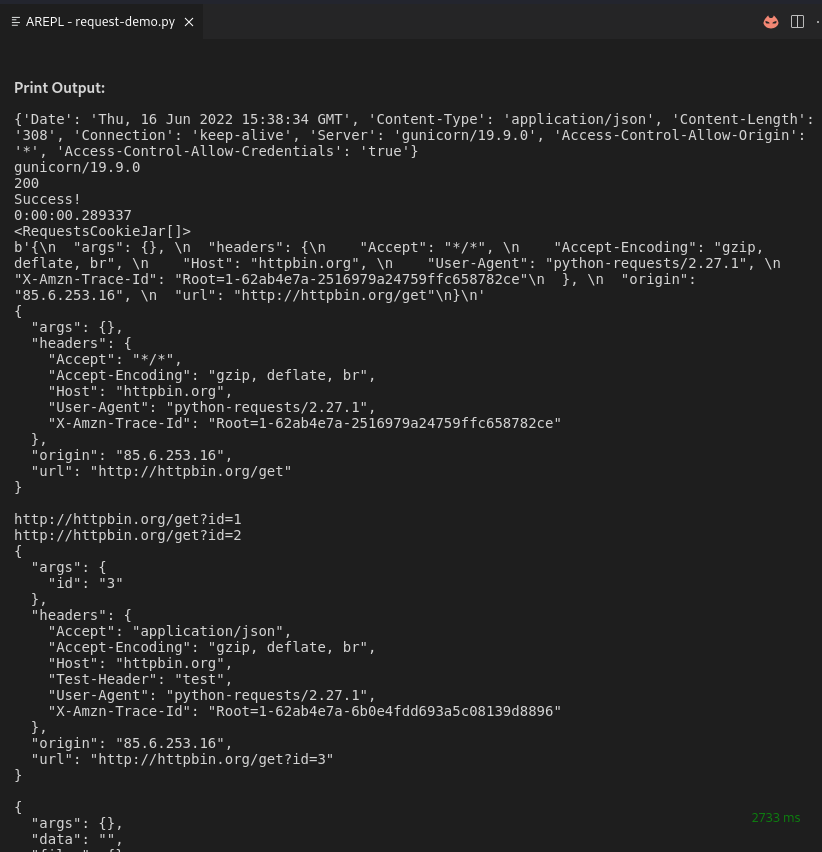 AREPL - request-demo.py
Print Output:
{'Date': 'Thu, 16 Jun 2022 15:38:34 GMT', 'Content-Type': 'application/json', 'Content-Length':
'308', 'Connection': 'keep-alive', 'Server': 'gunicorn/19.9.0', 'Access-Control-Allow-Origin':
'*', 'Access-Control-Allow-Credentials': 'true'}
gunicorn/19.9.0
200
Success!
0:00:00.289337
<RequestsCookieJar[]>
b'{\n  "args": {}, \n  "headers": {\n    "Accept": "*/*", \n    "Accept-Encoding": "gzip,
deflate, br", \n    "Host": "httpbin.org", \n    "User-Agent": "python-requests/2.27.1", \n
"X-Amzn-Trace-Id": "Root=1-62ab4e7a-2516979a24759ffc658782ce"\n  }, \n  "origin":
"85.6.253.16", \n  "url": "http://httpbin.org/get"\n}\n'
{
  "args": {},
  "headers": {
    "Accept": "*/*",
    "Accept-Encoding": "gzip, deflate, br",
    "Host": "httpbin.org",
    "User-Agent": "python-requests/2.27.1",
    "X-Amzn-Trace-Id": "Root=1-62ab4e7a-2516979a24759ffc658782ce"
  },
  "origin": "85.6.253.16",
  "url": "http://httpbin.org/get"
}
http://httpbin.org/get?id=1
http://httpbin.org/get?id=2
{
  "args": {
    "id": "3"
  },
  "headers": {
    "Accept": "application/json",
    "Accept-Encoding": "gzip, deflate, br",
    "Host": "httpbin.org",
    "Test-Header": "test",
    "User-Agent": "python-requests/2.27.1",
    "X-Amzn-Trace-Id": "Root=1-62ab4e7a-6b0e4fdd693a5c08139d8896"
  },
  "origin": "85.6.253.16",
  "url": "http://httpbin.org/get?id=3"
}
{
  "args": {},
  "data": "",
2733 ms